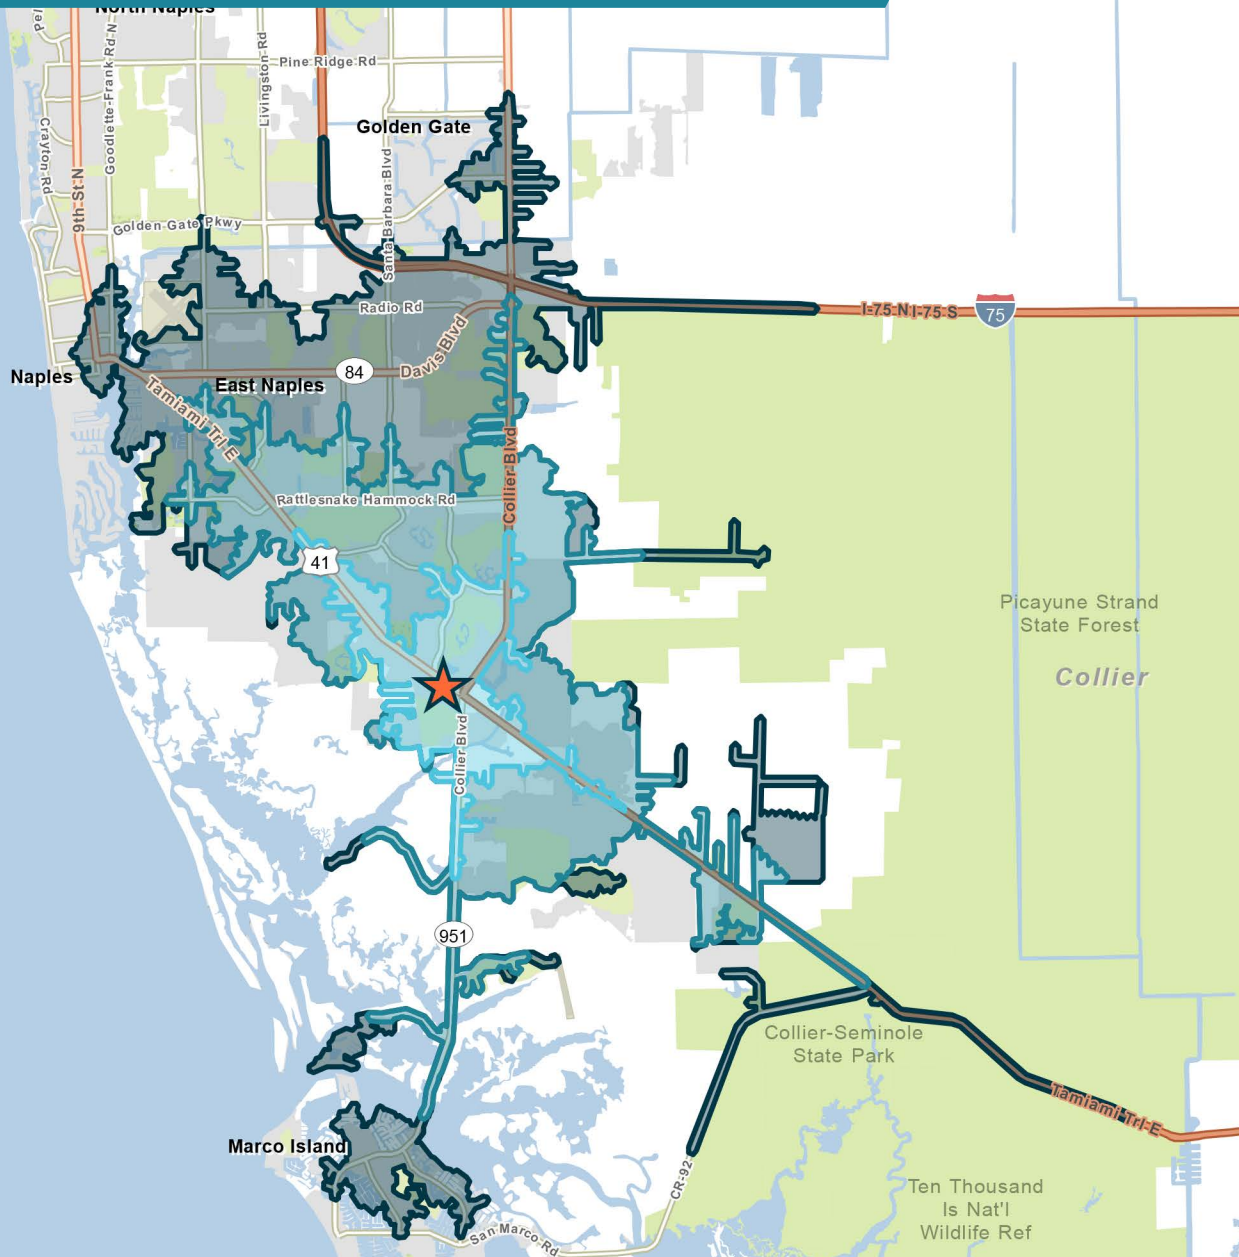 North Naples
Pine Ridge Rd
Livingston Rd
Goodlette-Frank Rd N
Crayton Rd
9th St N
Golden Gate
Santa Barbara Blvd
Golden Gate Pkwy
Radio Rd
I-75 N
I-75 S
75
Naples
84
Davis Blvd
East Naples
Tamiami Trl E
Collier Blvd
Rattlesnake Hammock Rd
41
Picayune Strand
State Forest
Collier
Collier Blvd
951
Collier-Seminole
State Park
Tamiami Trl E
Marco Island
CR-92
Ten Thousand
Is Nat'l
Wildlife Ref
San Marco Rd